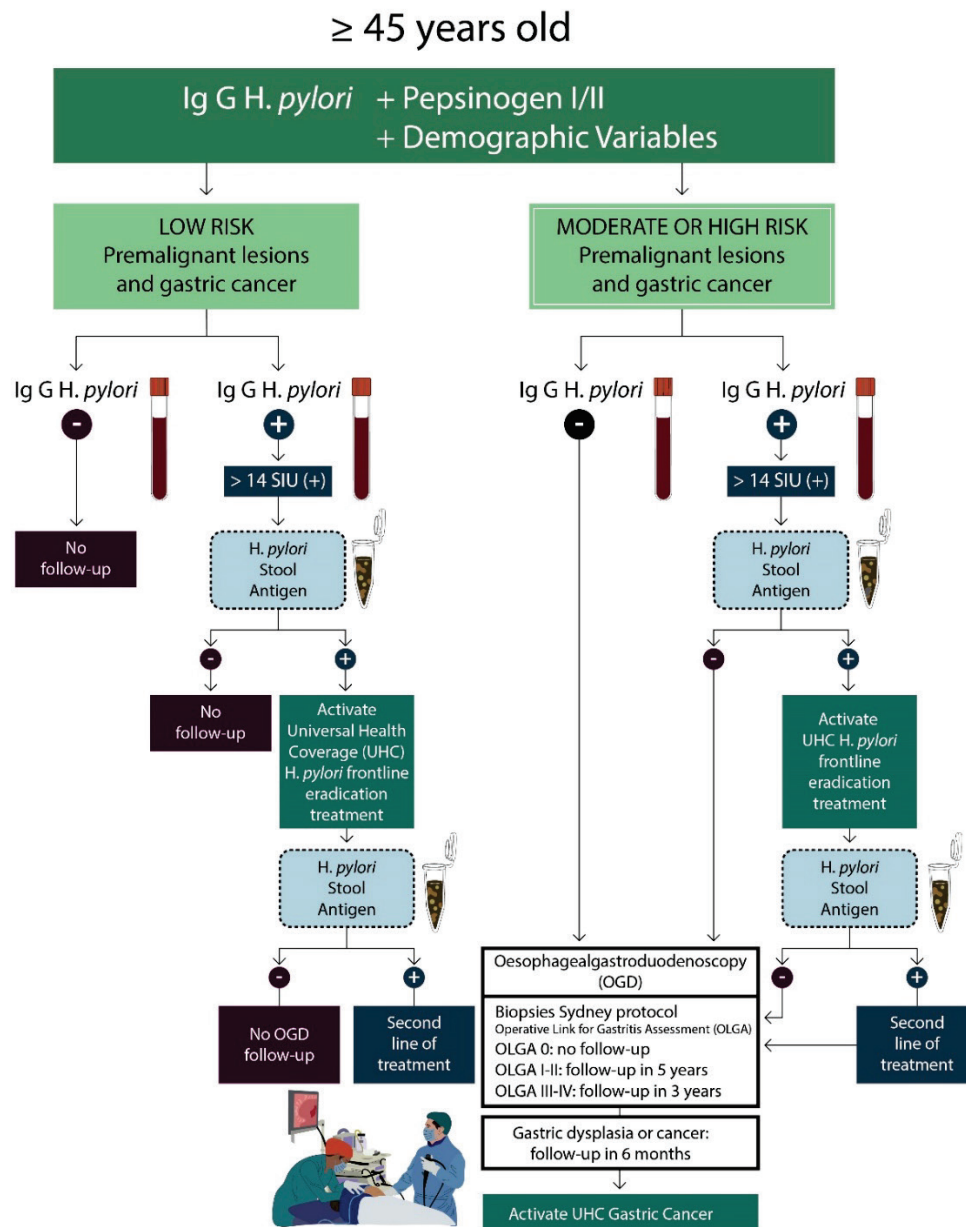 ≥ 45 years old
Ig G H. pylori + Pepsinogen I/II
+ Demographic Variables
LOW RISK
Premalignant lesions
and gastric cancer
MODERATE OR HIGH RISK
Premalignant lesions
and gastric cancer
Ig G H. pylori
-
Ig G H. pylori
+
Ig G H. pylori
-
Ig G H. pylori
+
> 14 SIU (+)
> 14 SIU (+)
No
follow-up
H. pylori
Stool
Antigen
H. pylori
Stool
Antigen
-
+
-
+
No
follow-up
Activate
Universal Health
Coverage (UHC)
H. pylori frontline
eradication
treatment
Activate
UHC H. pylori
frontline
eradication
treatment
H. pylori
Stool
Antigen
H. pylori
Stool
Antigen
-
+
-
+
No OGD
follow-up
Second
line of
treatment
Oesophagealgastroduodenoscopy
(OGD)
Biopsies Sydney protocol
Operative Link for Gastritis Assessment (OLGA)
OLGA 0: no follow-up
OLGA I-II: follow-up in 5 years
OLGA III-IV: follow-up in 3 years
Second
line of
treatment
Gastric dysplasia or cancer:
follow-up in 6 months
Activate UHC Gastric Cancer